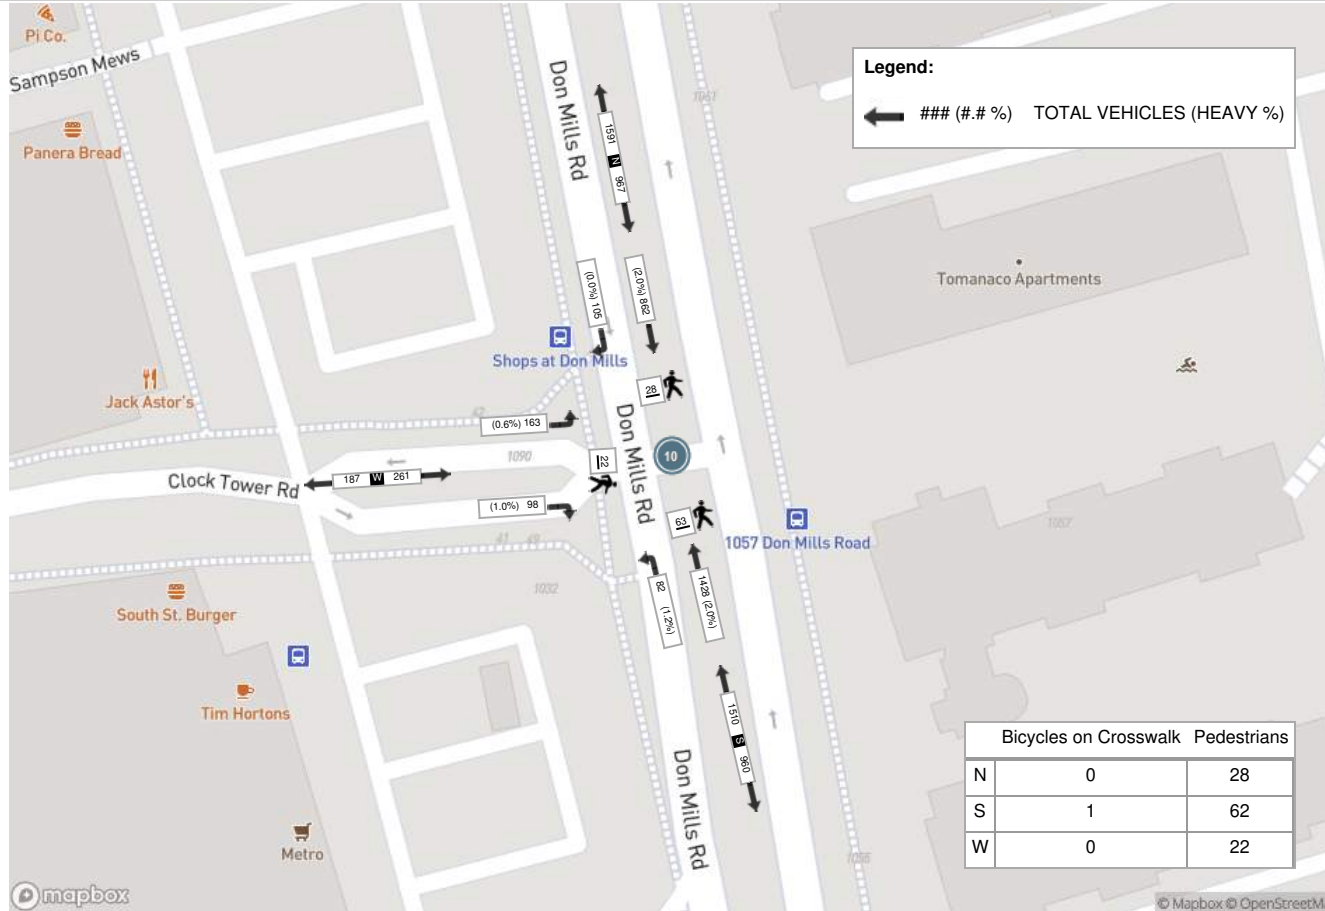 Pi Co.
Sampson Mews
Panera Bread
Don Mills Rd
1591 N 967
1061
Legend:
### (#.# %) TOTAL VEHICLES (HEAVY %)
Tomanaco Apartments
(0.0%) 105
(2.0%) 862
Shops at Don Mills
Jack Astor's
28
(0.6%) 163
Don Mills Rd
22
10
1090
Clock Tower Rd
187 W 261
(1.0%) 98
63
1057 Don Mills Road
1057
41 49
1032
82 (1.2%)
1428 (2.0%)
South St. Burger
Tim Hortons
1510 S 960
Don Mills Rd
Bicycles on Crosswalk Pedestrians
N 0 28
S 1 62
W 0 22
Metro
mapbox
© Mapbox © OpenStreetM